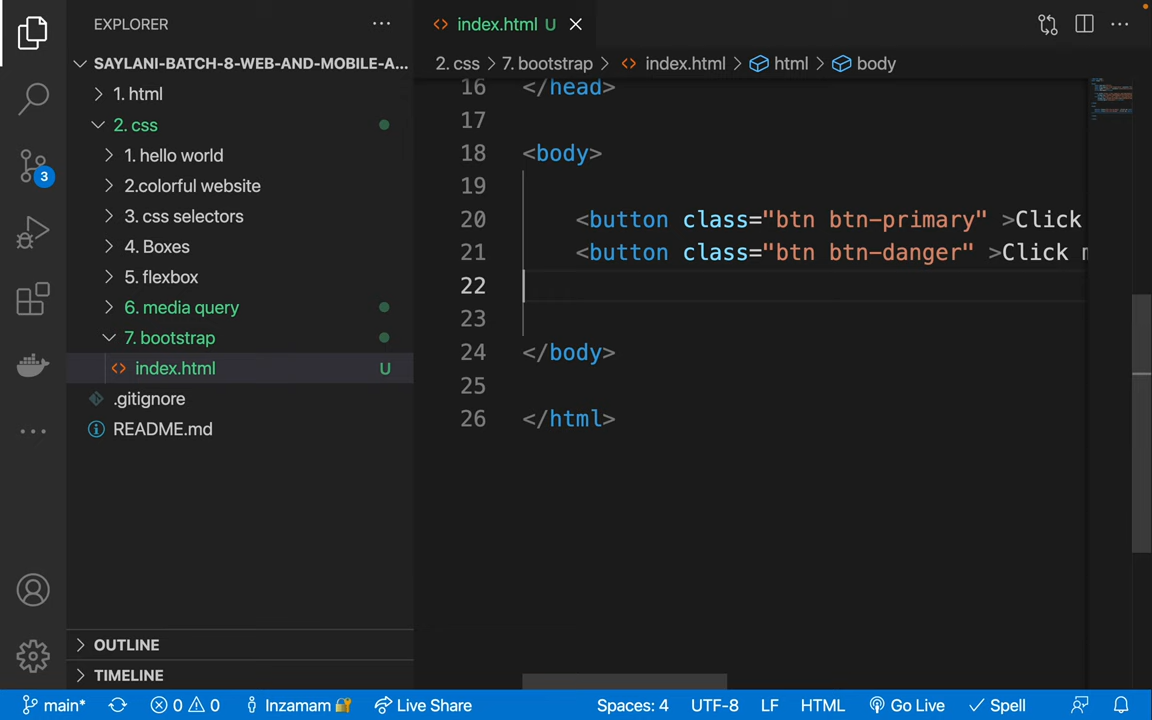 EXPLORER
SAYLANI-BATCH-8-WEB-AND-MOBILE-A...
1. html
2. css
1. hello world
2.colorful website
3. css selectors
4. Boxes
5. flexbox
6. media query
7. bootstrap
index.html U
.gitignore
README.md
OUTLINE
TIMELINE
3
index.html U
2. css > 7. bootstrap > index.html > html > body
16 </head>
17
18 <body>
19
20 <button class="btn btn-primary" >Click
21 <button class="btn btn-danger" >Click m
22
23
24 </body>
25
26 </html>
main* 0 0 Inzamam Live Share Spaces: 4 UTF-8 LF HTML Go Live Spell